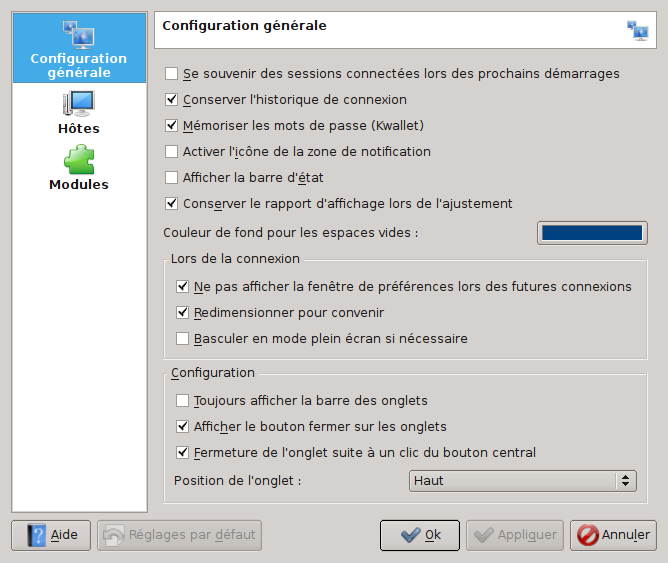 Configuration
générale
Hôtes
Modules
Configuration générale
Se souvenir des sessions connectées lors des prochains démarrages
Conserver l'historique de connexion
Mémoriser les mots de passe (Kwallet)
Activer l'icône de la zone de notification
Afficher la barre d'état
Conserver le rapport d'affichage lors de l'ajustement
Couleur de fond pour les espaces vides :
Lors de la connexion
Ne pas afficher la fenêtre de préférences lors des futures connexions
Redimensionner pour convenir
Basculer en mode plein écran si nécessaire
Configuration
Toujours afficher la barre des onglets
Afficher le bouton fermer sur les onglets
Fermeture de l'onglet suite à un clic du bouton central
Position de l'onglet : Haut
Aide Réglages par défaut Ok Appliquer Annuler